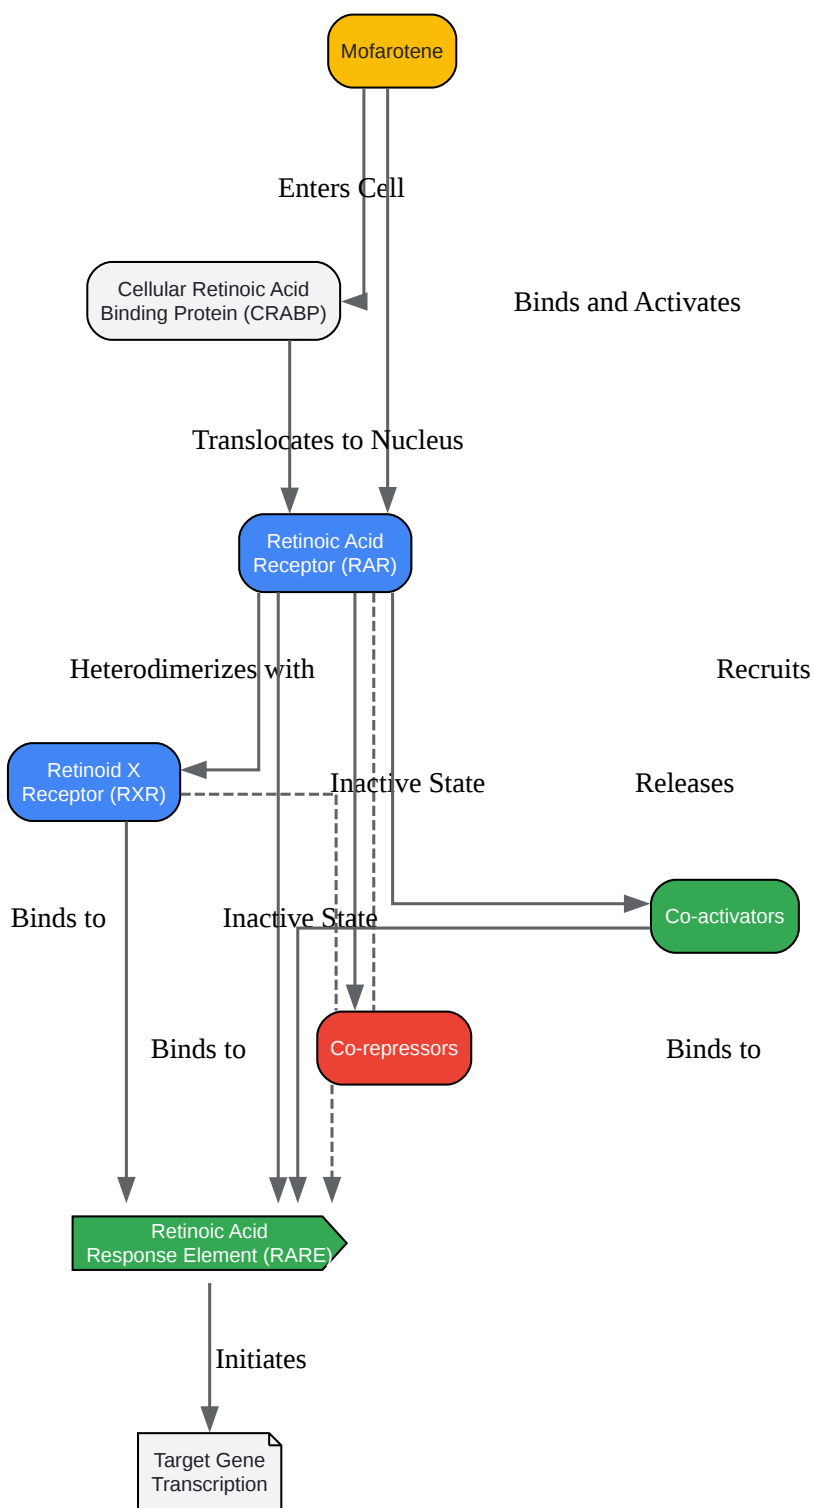 Mofarotene
Enters Cell
Cellular Retinoic Acid
Binding Protein (CRABP)
Binds and Activates
Translocates to Nucleus
Retinoic Acid
Receptor (RAR)
Heterodimerizes with
Recruits
Retinoid X
Receptor (RXR)
Inactive State
Releases
Binds to
Inactive State
Co-activators
Binds to
Co-repressors
Binds to
Retinoic Acid
Response Element (RARE)
Initiates
Target Gene
Transcription